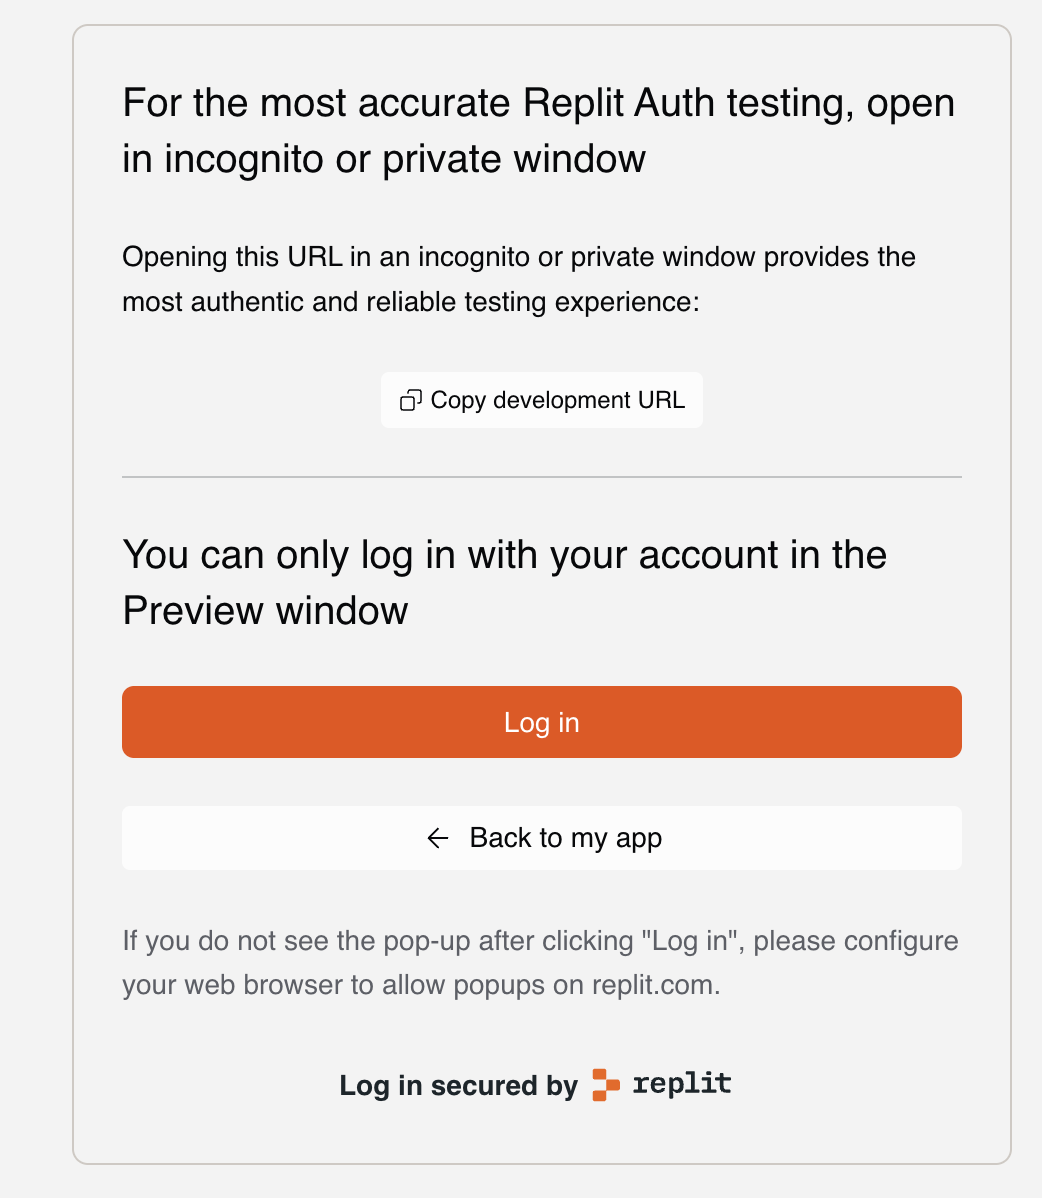 For the most accurate Replit Auth testing, open
in incognito or private window
Opening this URL in an incognito or private window provides the
most authentic and reliable testing experience:
Copy development URL
You can only log in with your account in the
Preview window
Log in
Back to my app
If you do not see the pop-up after clicking "Log in", please configure
your web browser to allow popups on replit.com.
Log in secured by replit